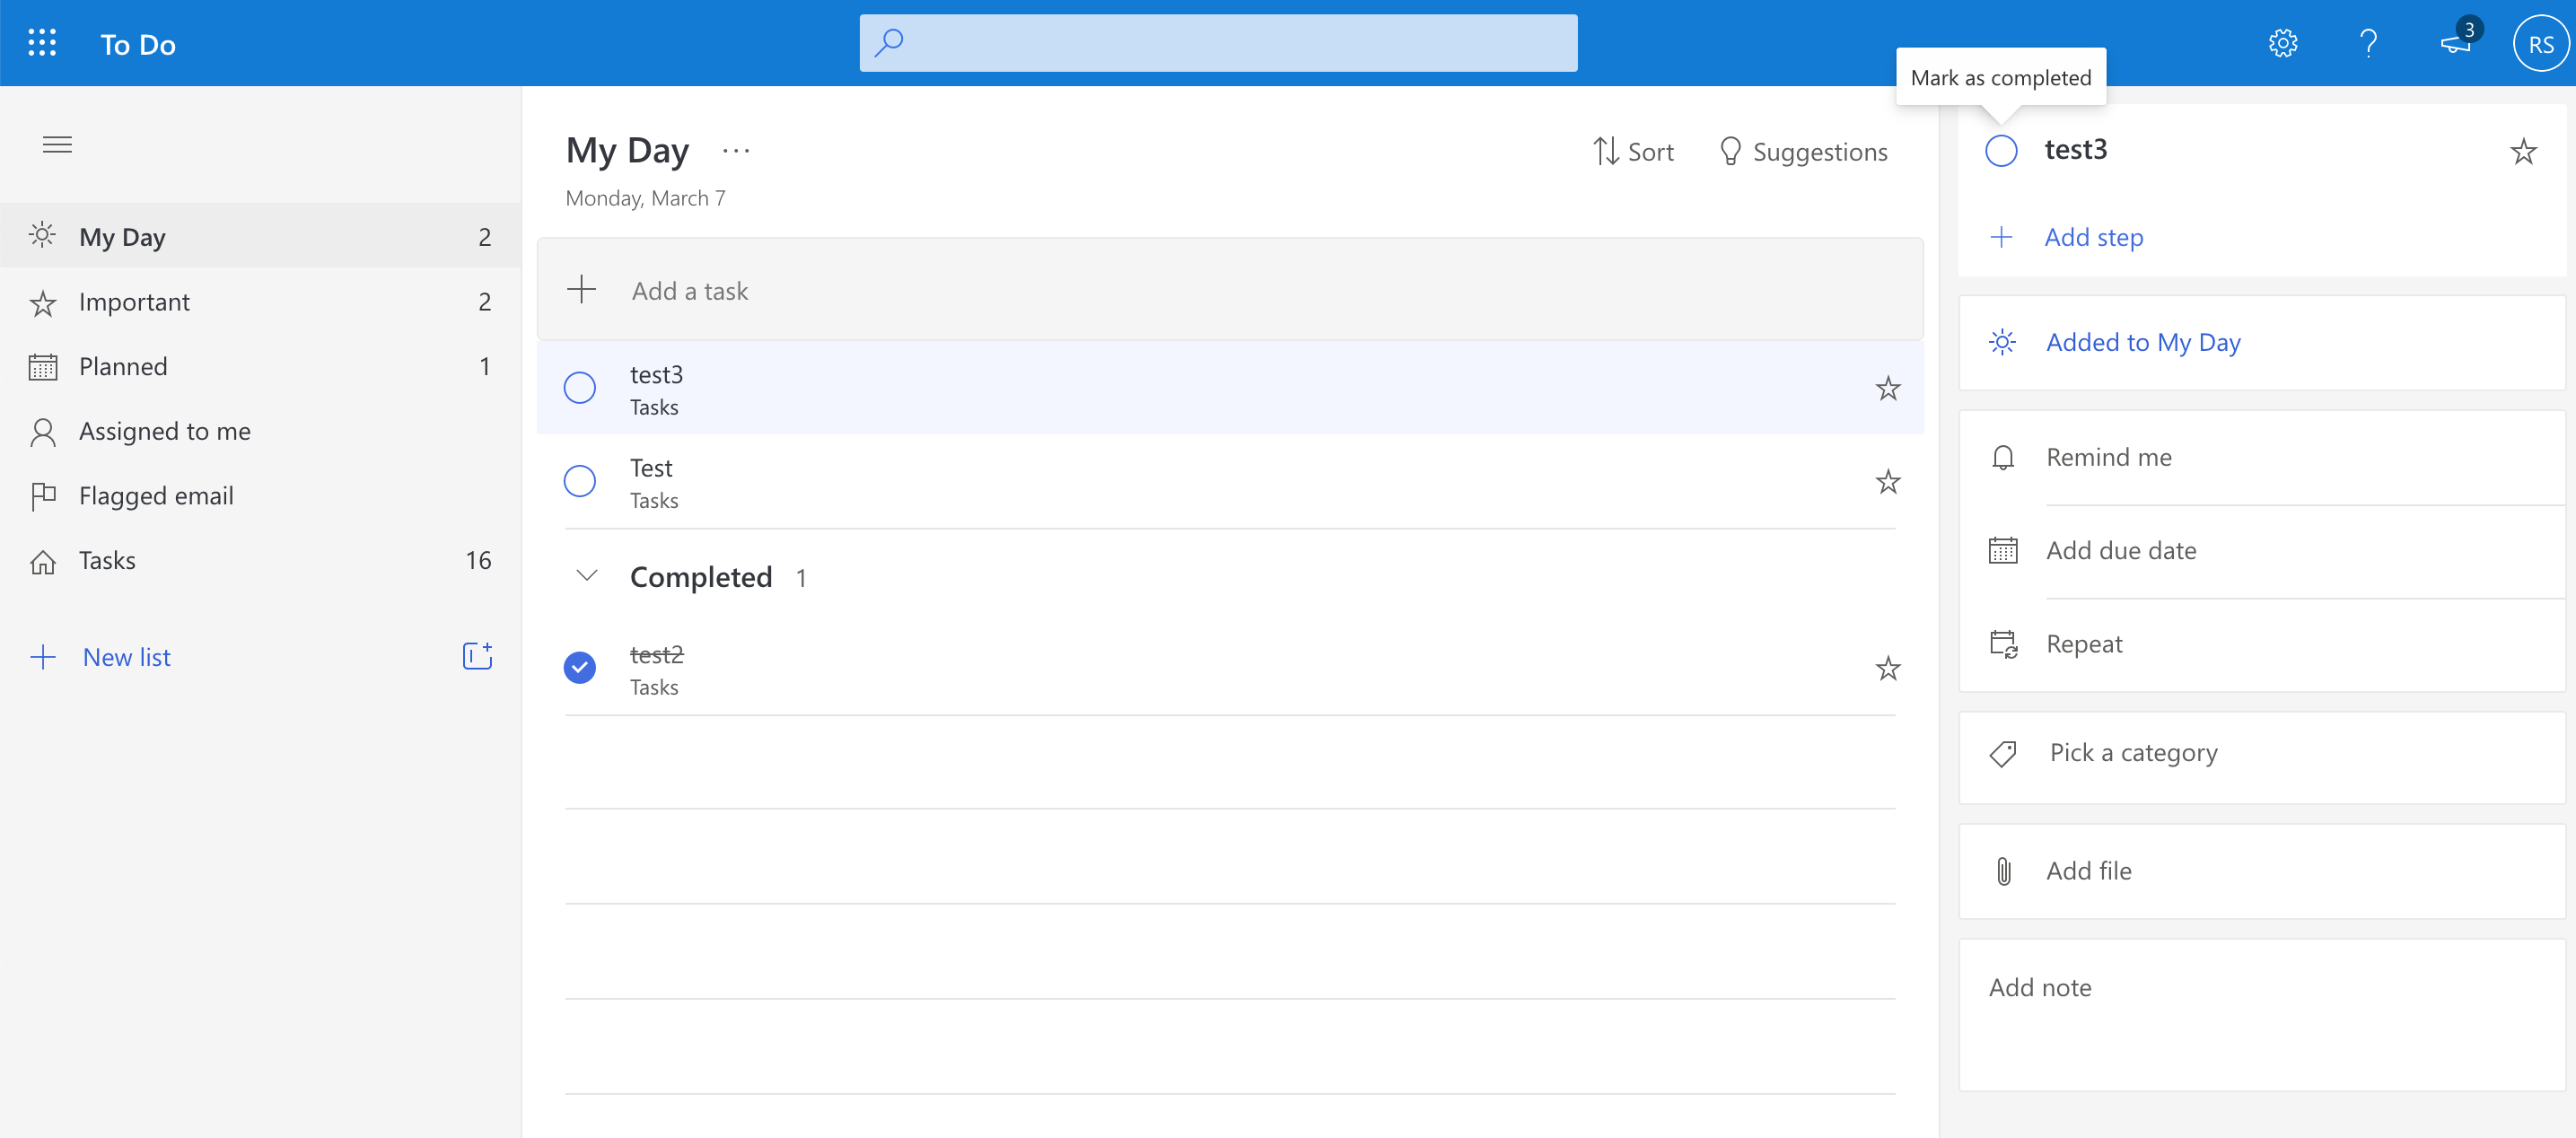 To Do
3
RS
Mark as completed
My Day 2
Important 2
Planned 1
Assigned to me
Flagged email
Tasks 16
New list
My Day
Monday, March 7
Sort
Suggestions
Add a task
test3
Tasks
Test
Tasks
Completed 1
test2
Tasks
test3
Add step
Added to My Day
Remind me
Add due date
Repeat
Pick a category
Add file
Add note